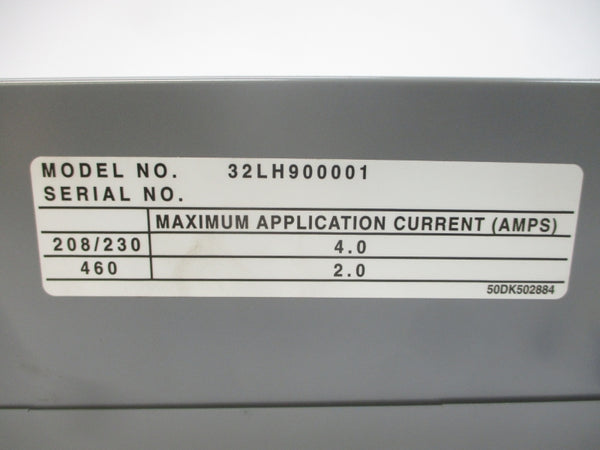 MODEL NO. 32LH900001
SERIAL NO.
MAXIMUM APPLICATION CURRENT (AMPS)
208/230 4.0
460 2.0
50DK502884